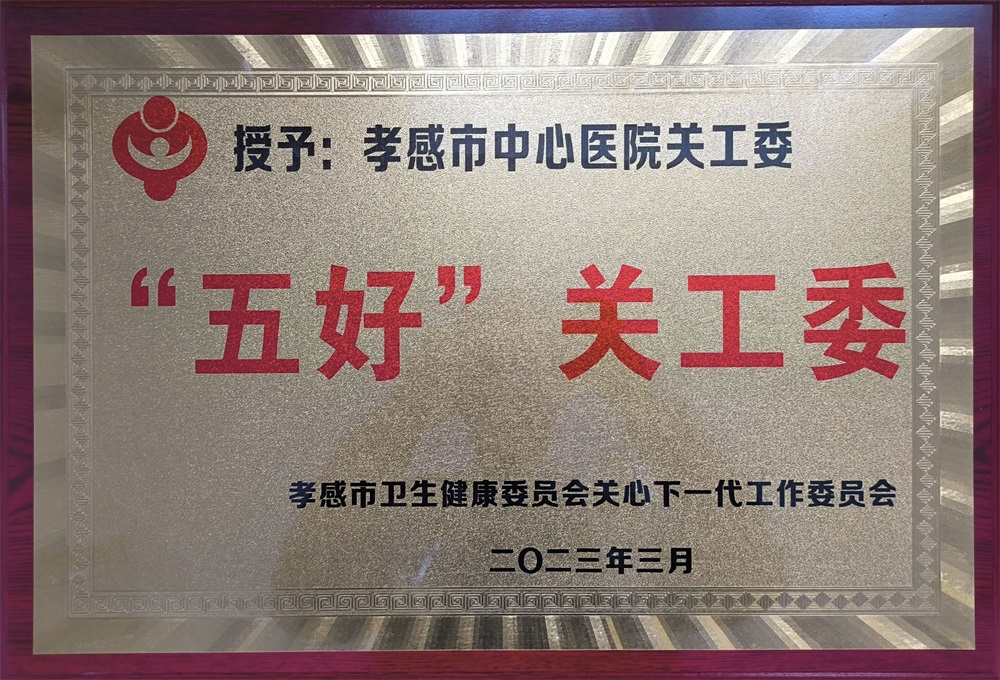 授予：孝感市中心医院关工委
“五好”关工委
孝感市卫生健康委员会关心下一代工作委员会
二〇二三年三月